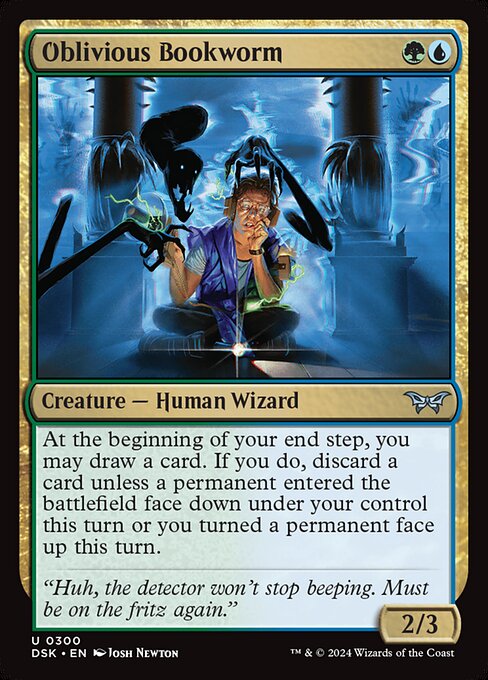 Oblivious Bookworm
Creature — Human Wizard
At the beginning of your end step, you
may draw a card. If you do, discard a
card unless a permanent entered the
battlefield face down under your control
this turn or you turned a permanent face
up this turn.
“Huh, the detector won’t stop beeping. Must
be on the fritz again.”
2/3
U 0300
DSK • EN Josh Newton
™ & © 2024 Wizards of the Coast